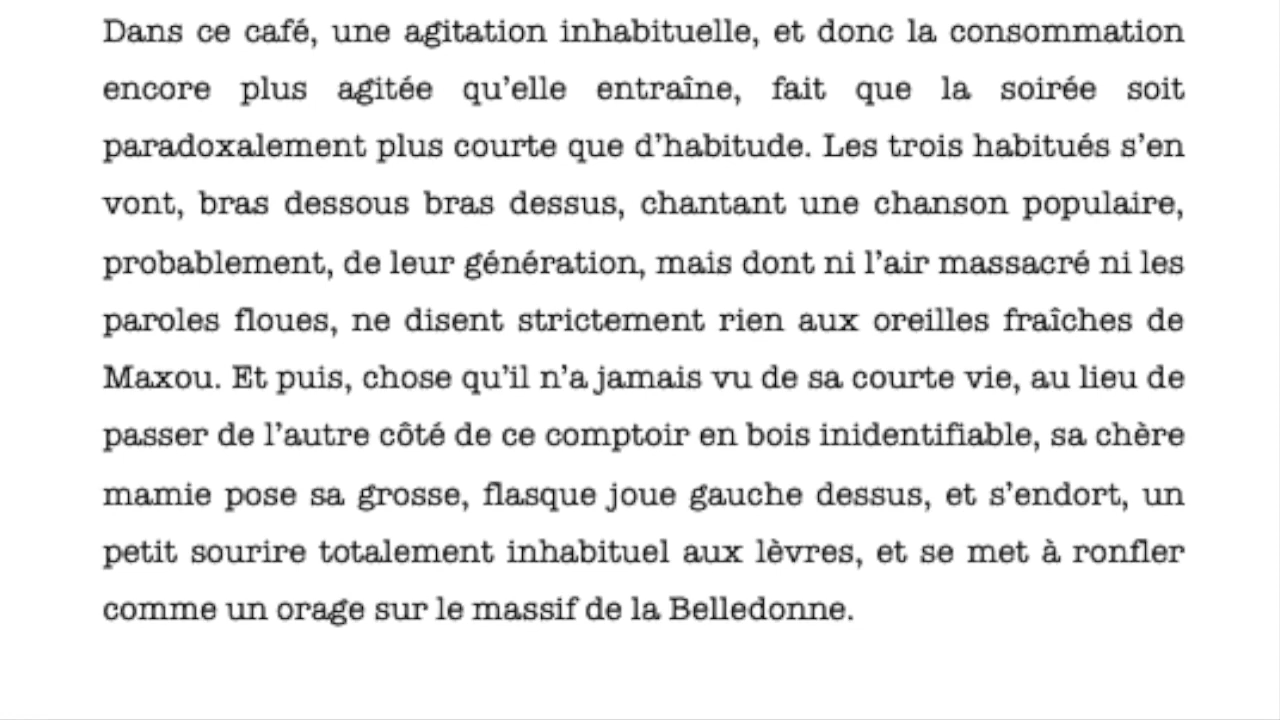 Dans ce café, une agitation inhabituelle, et donc la consommation
encore plus agitée qu’elle entraîne, fait que la soirée soit
paradoxalement plus courte que d’habitude. Les trois habitués s’en
vont, bras dessous bras dessus, chantant une chanson populaire,
probablement, de leur génération, mais dont ni l’air massacré ni les
paroles floues, ne disent strictement rien aux oreilles fraîches de
Maxou. Et puis, chose qu’il n’a jamais vu de sa courte vie, au lieu de
passer de l’autre côté de ce comptoir en bois inidentifiable, sa chère
mamie pose sa grosse, flasque joue gauche dessus, et s’endort, un
petit sourire totalement inhabituel aux lèvres, et se met à ronfler
comme un orage sur le massif de la Belledonne.